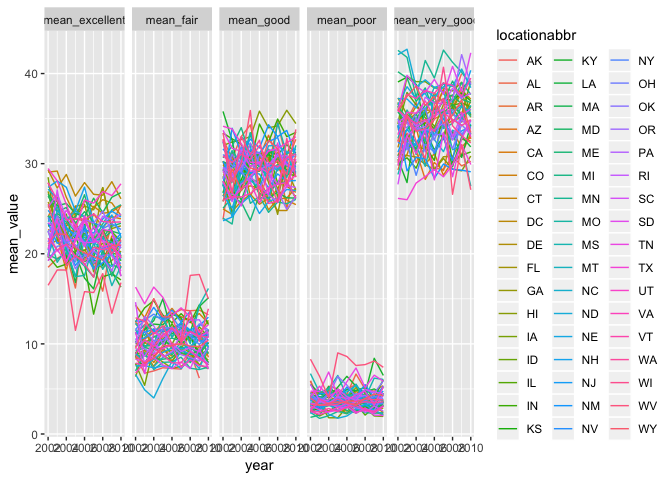 mean_excellent mean_fair mean_good mean_poor mean_very_good
locationabbr
AK KY NY
AL LA OH
AR MA OK
AZ MD OR
CA ME PA
CO MI RI
CT MN SC
DC MO SD
DE MS TN
FL MT TX
GA NC UT
HI ND VA
IA NE VT
ID NH WA
IL NJ WI
IN NM WV
KS NV WY
40
30
20
10
0
mean_value
year